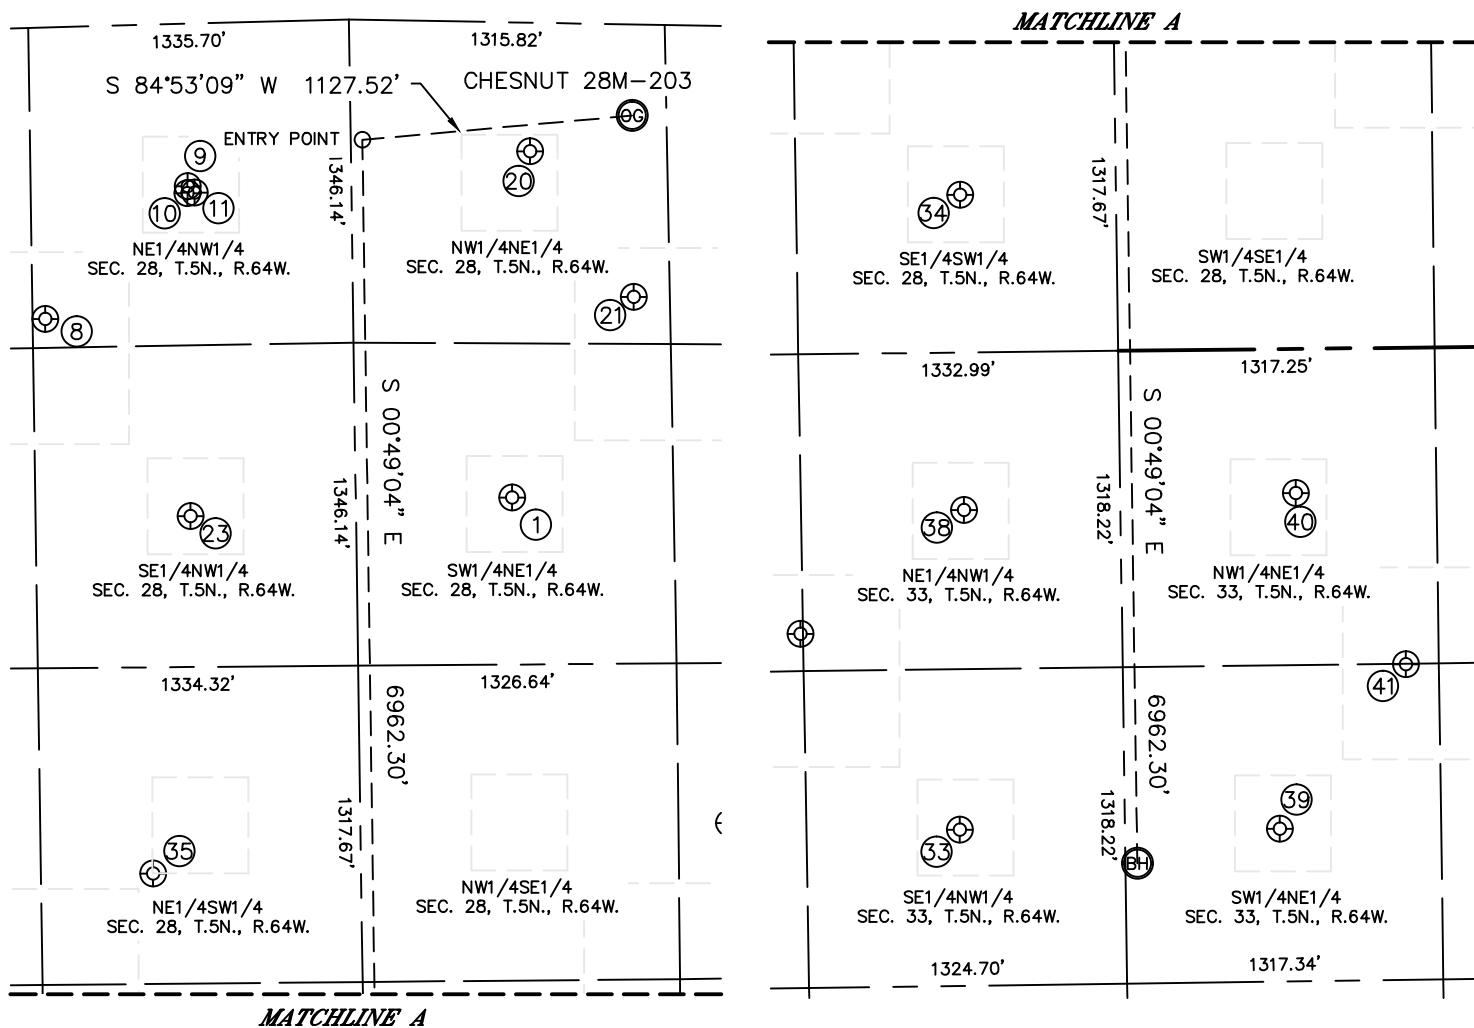 1335.70'
1315.82'
S 84°53'09" W 1127.52'
CHESNUT 28M-203
OG
ENTRY POINT
1346.14'
9
10
11
20
NE1/4NW1/4
SEC. 28, T.5N., R.64W.
NW1/4NE1/4
SEC. 28, T.5N., R.64W.
8
21
S 00°49'04" E
1346.14'
23
1
SE1/4NW1/4
SEC. 28, T.5N., R.64W.
SW1/4NE1/4
SEC. 28, T.5N., R.64W.
1334.32'
1326.64'
6962.30'
1317.67'
35
NE1/4SW1/4
SEC. 28, T.5N., R.64W.
NW1/4SE1/4
SEC. 28, T.5N., R.64W.
MATCHLINE A
MATCHLINE A
1317.67'
34
SE1/4SW1/4
SEC. 28, T.5N., R.64W.
SW1/4SE1/4
SEC. 28, T.5N., R.64W.
1332.99'
1317.25'
S 00°49'04" E
1318.22'
38
40
NE1/4NW1/4
SEC. 33, T.5N., R.64W.
NW1/4NE1/4
SEC. 33, T.5N., R.64W.
41
6962.30'
1318.22'
33
39
BH
SE1/4NW1/4
SEC. 33, T.5N., R.64W.
SW1/4NE1/4
SEC. 33, T.5N., R.64W.
1324.70'
1317.34'